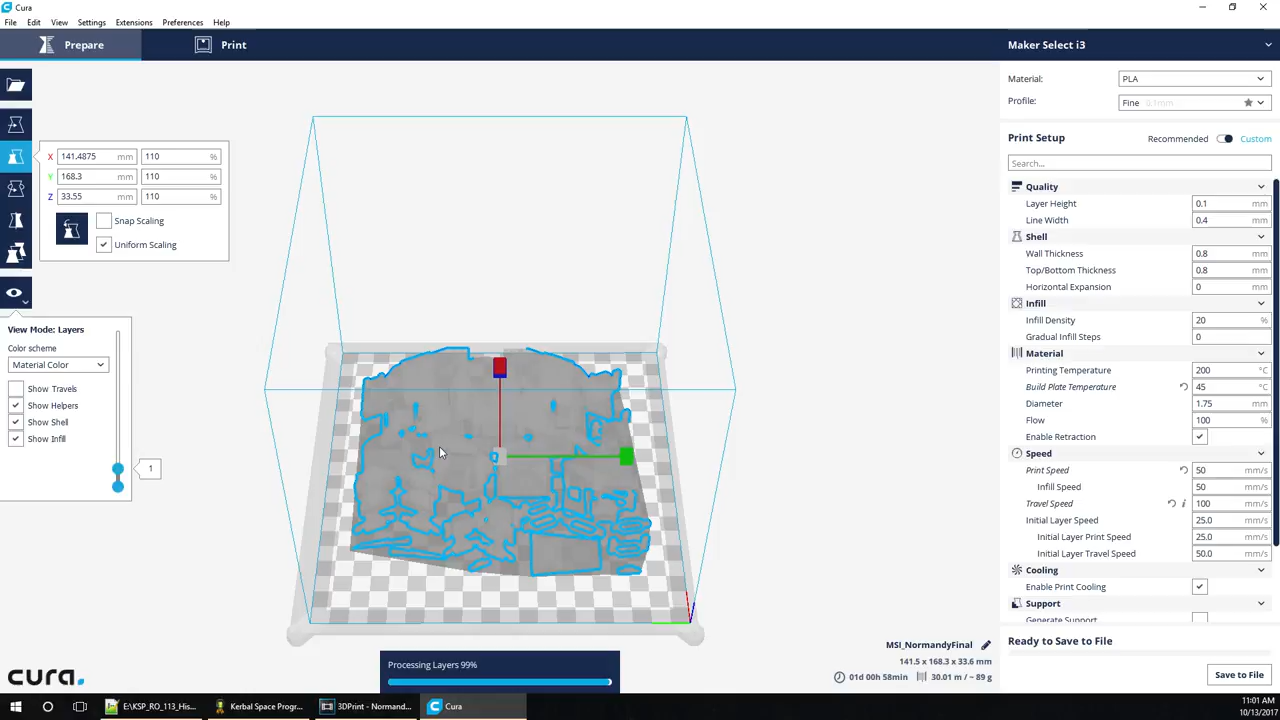 Cura
File Edit View Settings Extensions Preferences Help
Prepare
Print
Maker Select i3
Material: PLA
Profile: Fine 0.1mm
Print Setup Recommended Custom
Search...
Quality
Layer Height 0.1 mm
Line Width 0.4 mm
Shell
Wall Thickness 0.8 mm
Top/Bottom Thickness 0.8 mm
Horizontal Expansion 0 mm
Infill
Infill Density 20 %
Gradual Infill Steps 0
Material
Printing Temperature 200 °C
Build Plate Temperature 45 °C
Diameter 1.75 mm
Flow 100 %
Enable Retraction
Speed
Print Speed 50 mm/s
Infill Speed 50 mm/s
Travel Speed 100 mm/s
Initial Layer Speed 25.0 mm/s
Initial Layer Print Speed 25.0 mm/s
Initial Layer Travel Speed 50.0 mm/s
Cooling
Enable Print Cooling
Support
Generate Support
Ready to Save to File
Save to File
X 141.4875 mm 110 %
Y 168.3 mm 110 %
Z 33.55 mm 110 %
Snap Scaling
Uniform Scaling
View Mode: Layers
Color scheme
Material Color
Show Travels
Show Helpers
Show Shell
Show Infill
1
Processing Layers 99%
MSI_NormandyFinal
141.5 x 168.3 x 33.6 mm
01d 00h 58min 30.01 m / ~ 89 g
cura.
E:\KSP_RO_113_His... Kerbal Space Progr... 3DPrint - Normand... Cura
11:01 AM
10/13/2017